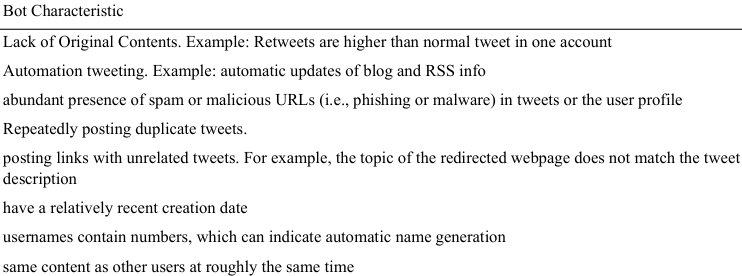 Bot Characteristic
Lack of Original Contents. Example: Retweets are higher than normal tweet in one account
Automation tweeting. Example: automatic updates of blog and RSS info
abundant presence of spam or malicious URLs (i.e., phishing or malware) in tweets or the user profile
Repeatedly posting duplicate tweets.
posting links with unrelated tweets. For example, the topic of the redirected webpage does not match the tweet
description
have a relatively recent creation date
usernames contain numbers, which can indicate automatic name generation
same content as other users at roughly the same time